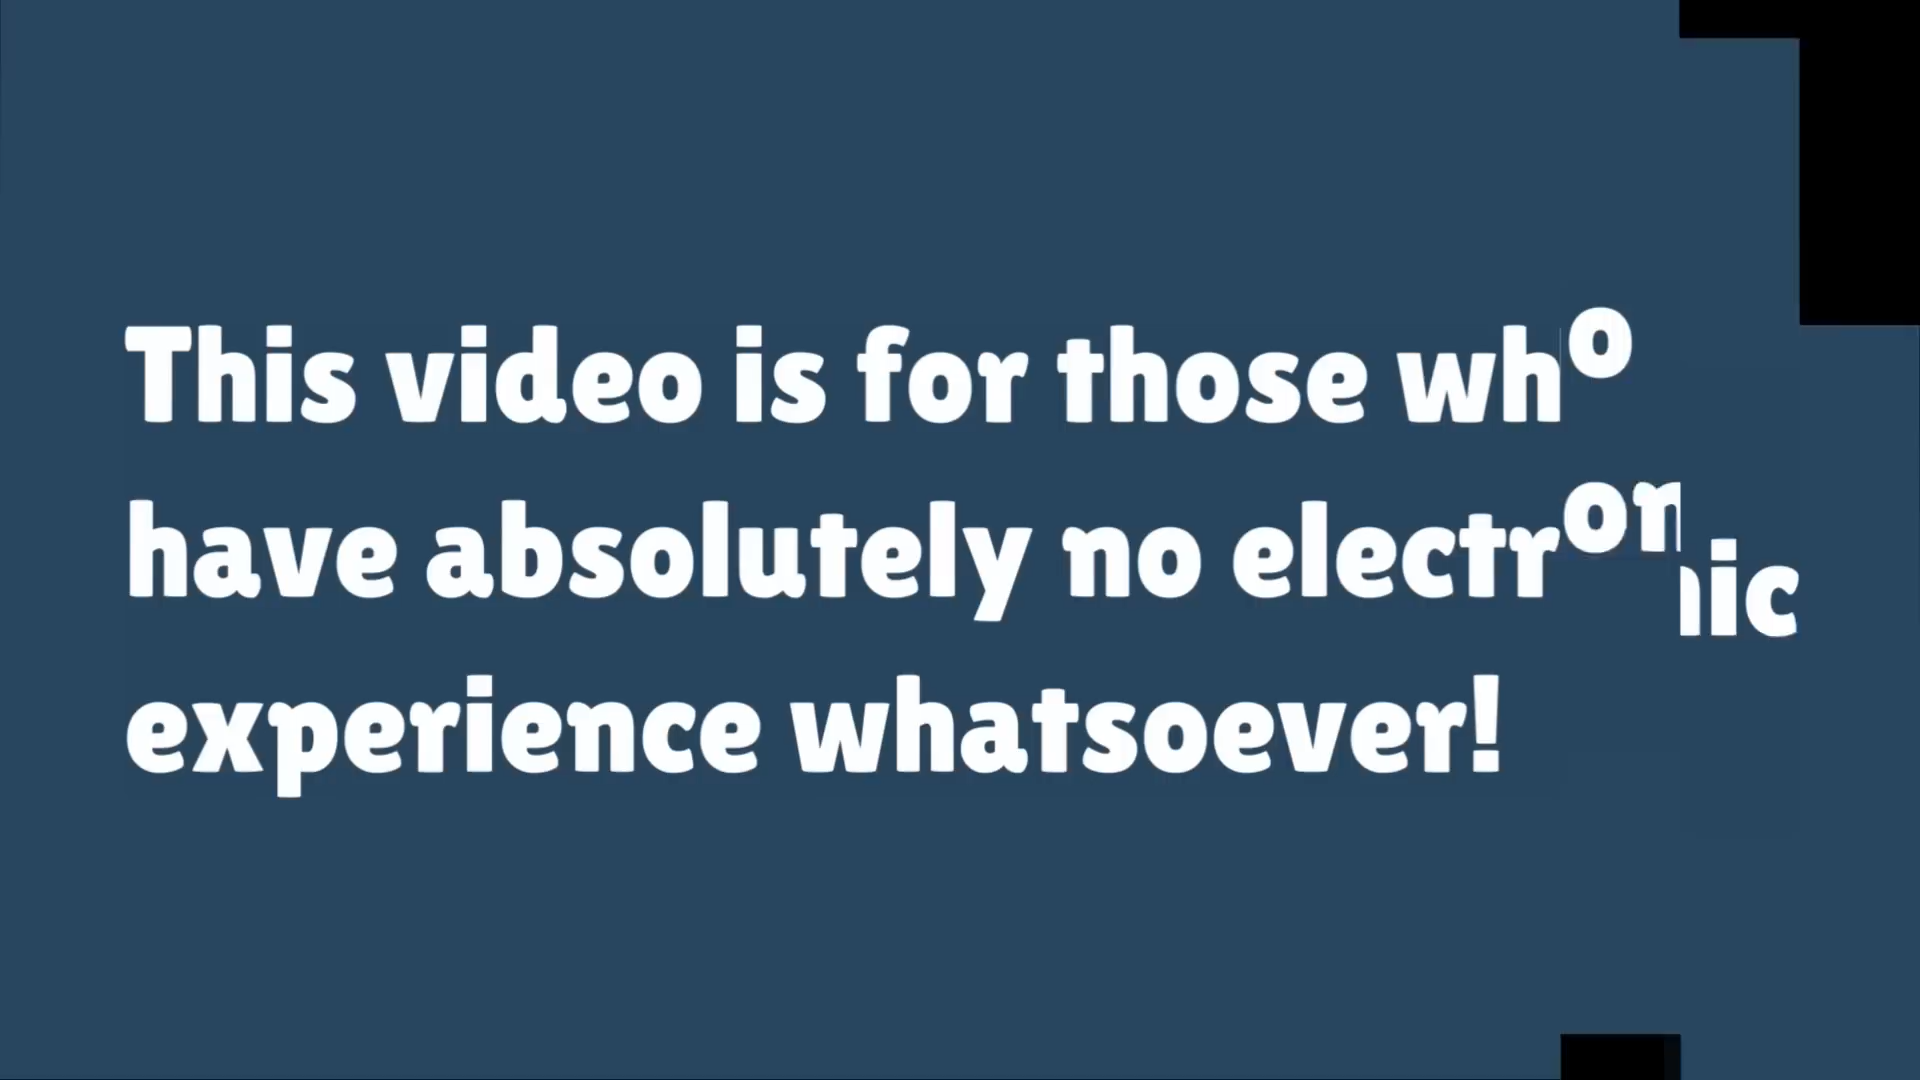 This video is for those who
have absolutely no electronic
experience whatsoever!